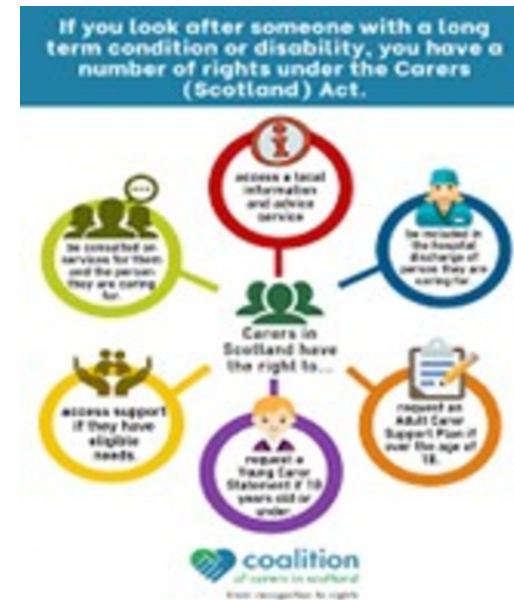 If you look after someone with a long
term condition or disability, you have a
number of rights under the Carers
(Scotland) Act.
access a local
information
and advice
service
be consulted on
services for them
and the person
they are caring
for.
be included in
the hospital
discharge of
person they are
caring for.
Carers in
Scotland have
the right to...
access support
if they have
eligible
needs.
request a
Young Carer
Statement if 18
years old or
under.
request an
Adult Carer
Support Plan if
over the age of
18.
coalition
of carers in scotland
from recognition to rights